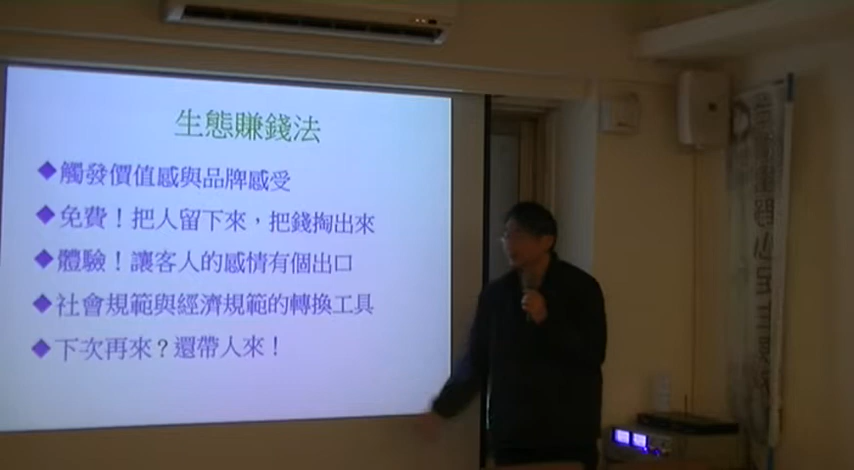 生態賺錢法
觸發價值感與品牌感受
免費！把人留下來，把錢掏出來
體驗！讓客人的感情有個出口
社會規範與經濟規範的轉換工具
下次再來？還帶人來！